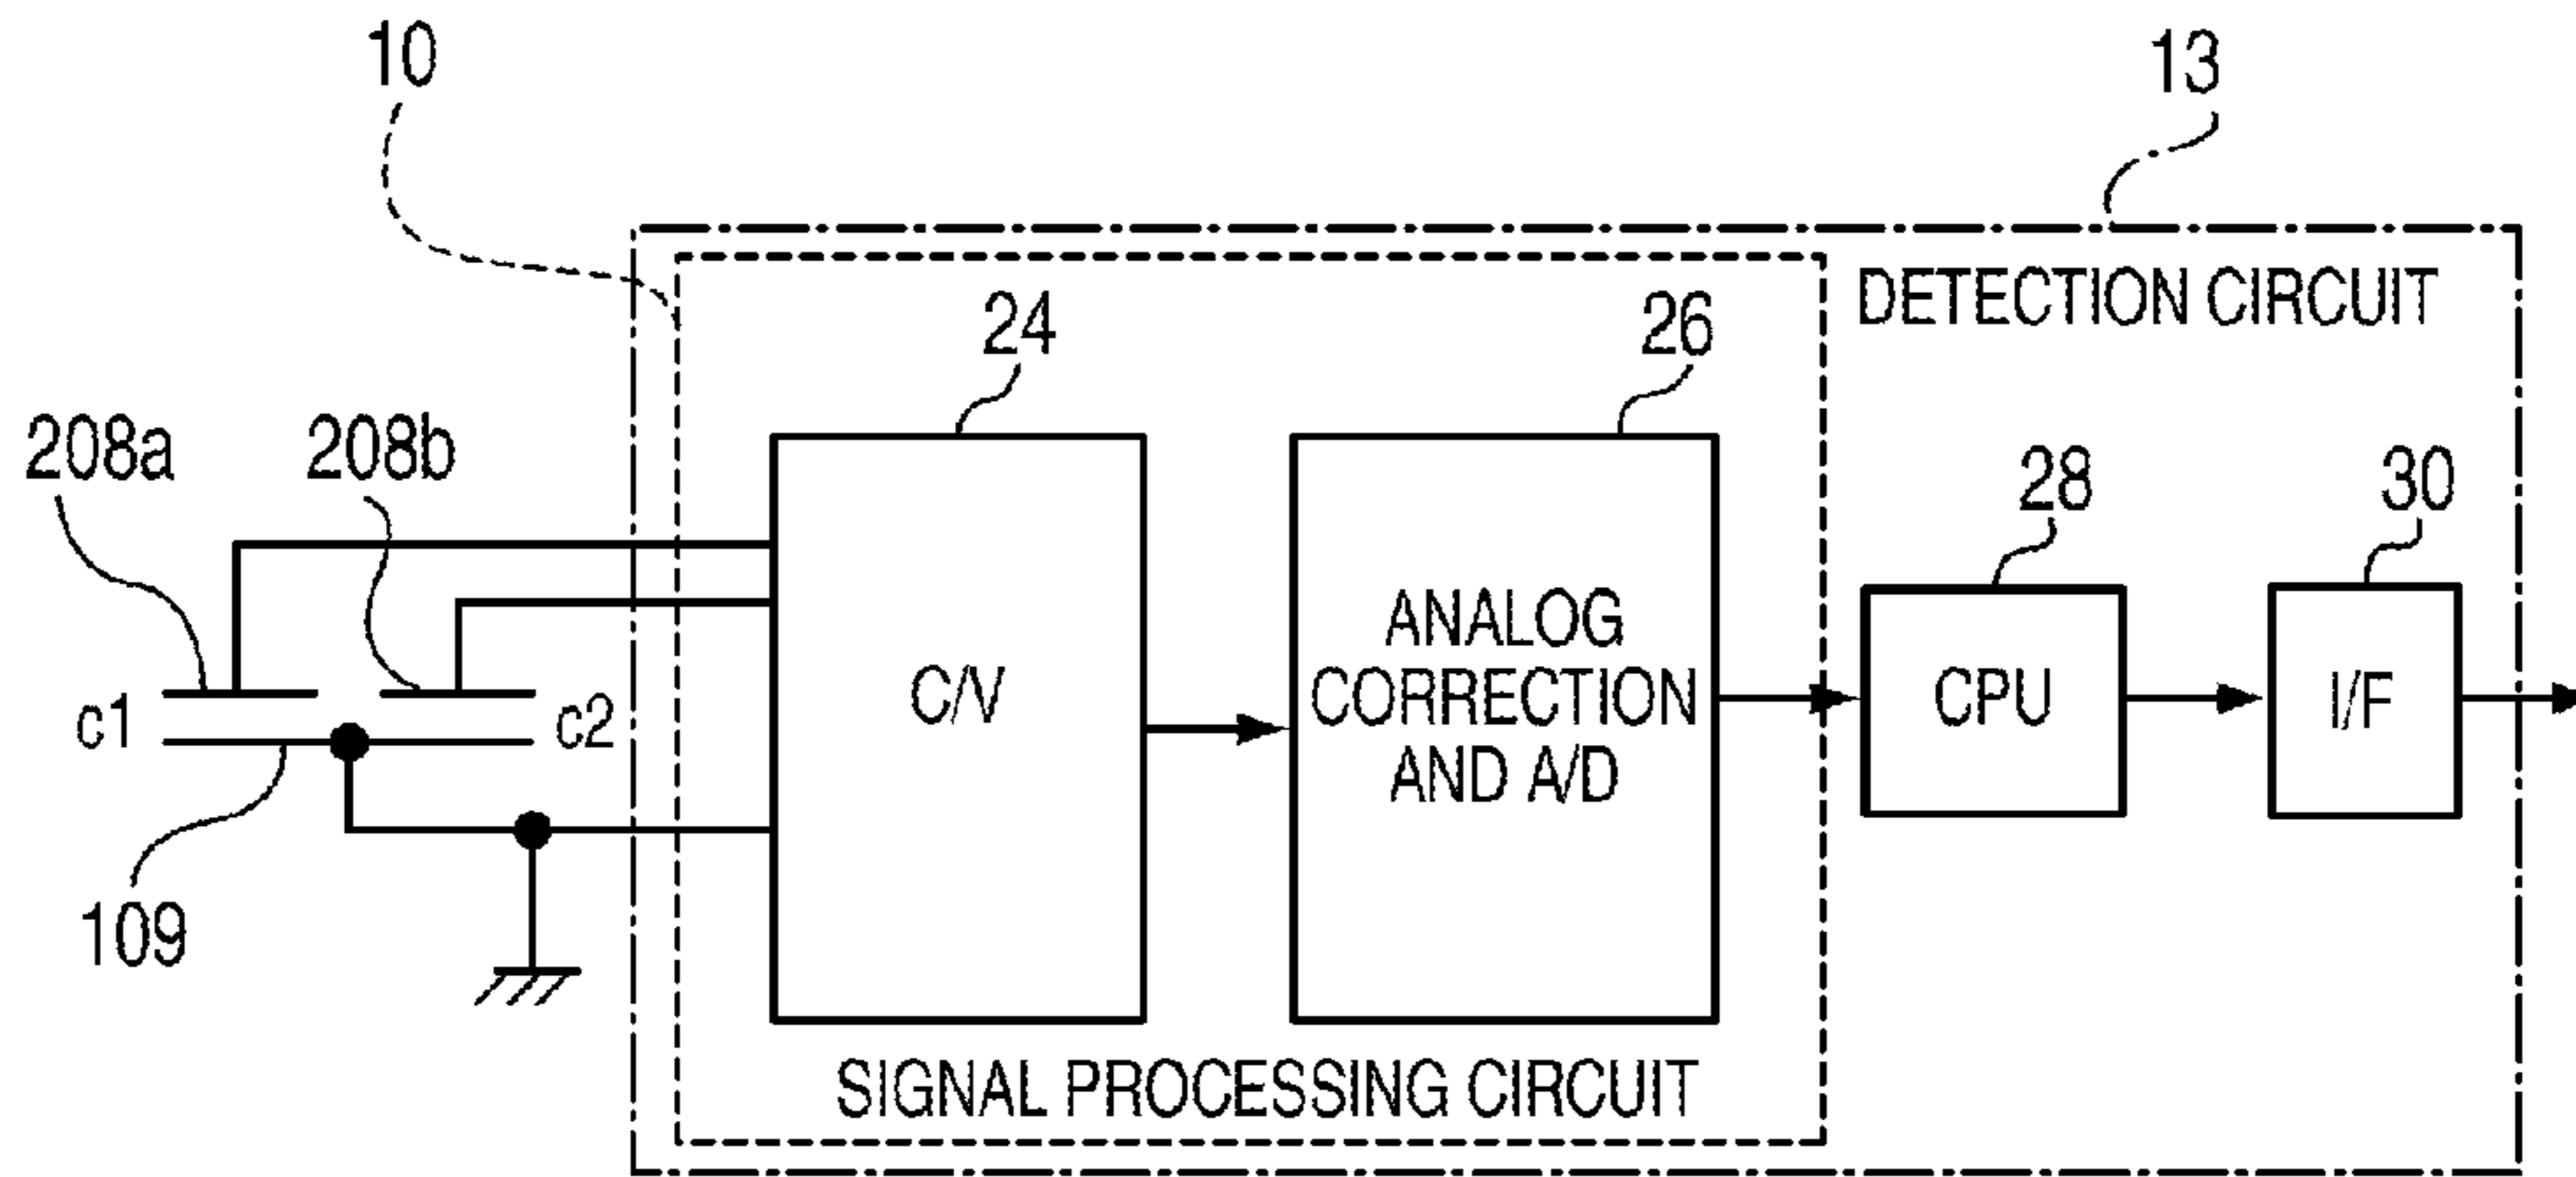 10
13
DETECTION CIRCUIT
24
26
208a
208b
28
30
C/V
ANALOG
CORRECTION
AND A/D
CPU
I/F
c1
c2
109
SIGNAL PROCESSING CIRCUIT